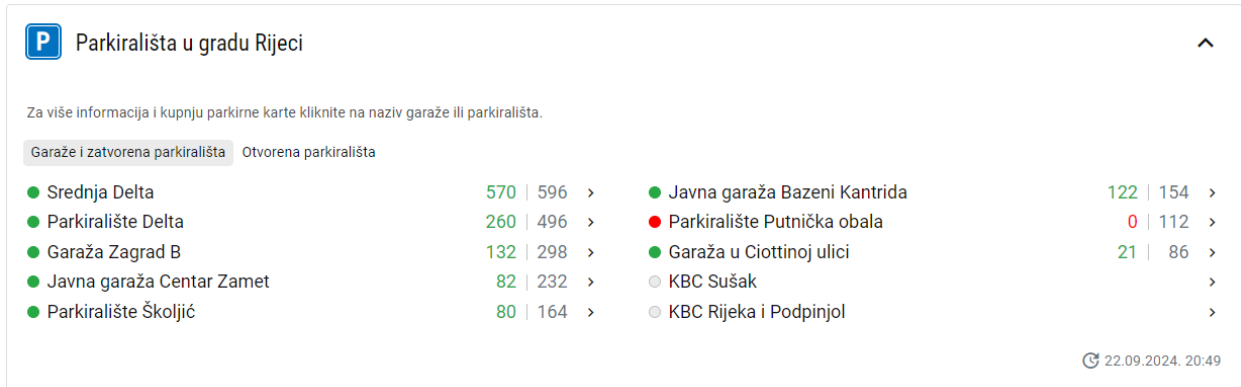 P Parkirališta u gradu Rijeci
Za više informacija i kupnju parkirne karte kliknite na naziv garaže ili parkirališta.
Garaže i zatvorena parkirališta Otvorena parkirališta
Srednja Delta 570 | 596
Parkiralište Delta 260 | 496
Garaža Zagrad B 132 | 298
Javna garaža Centar Zamet 82 | 232
Parkiralište Školjić 80 | 164
Javna garaža Bazeni Kantrida 122 | 154
Parkiralište Putnička obala 0 | 112
Garaža u Ciottinoj ulici 21 | 86
KBC Sušak
KBC Rijeka i Podpinjol
22.09.2024. 20:49